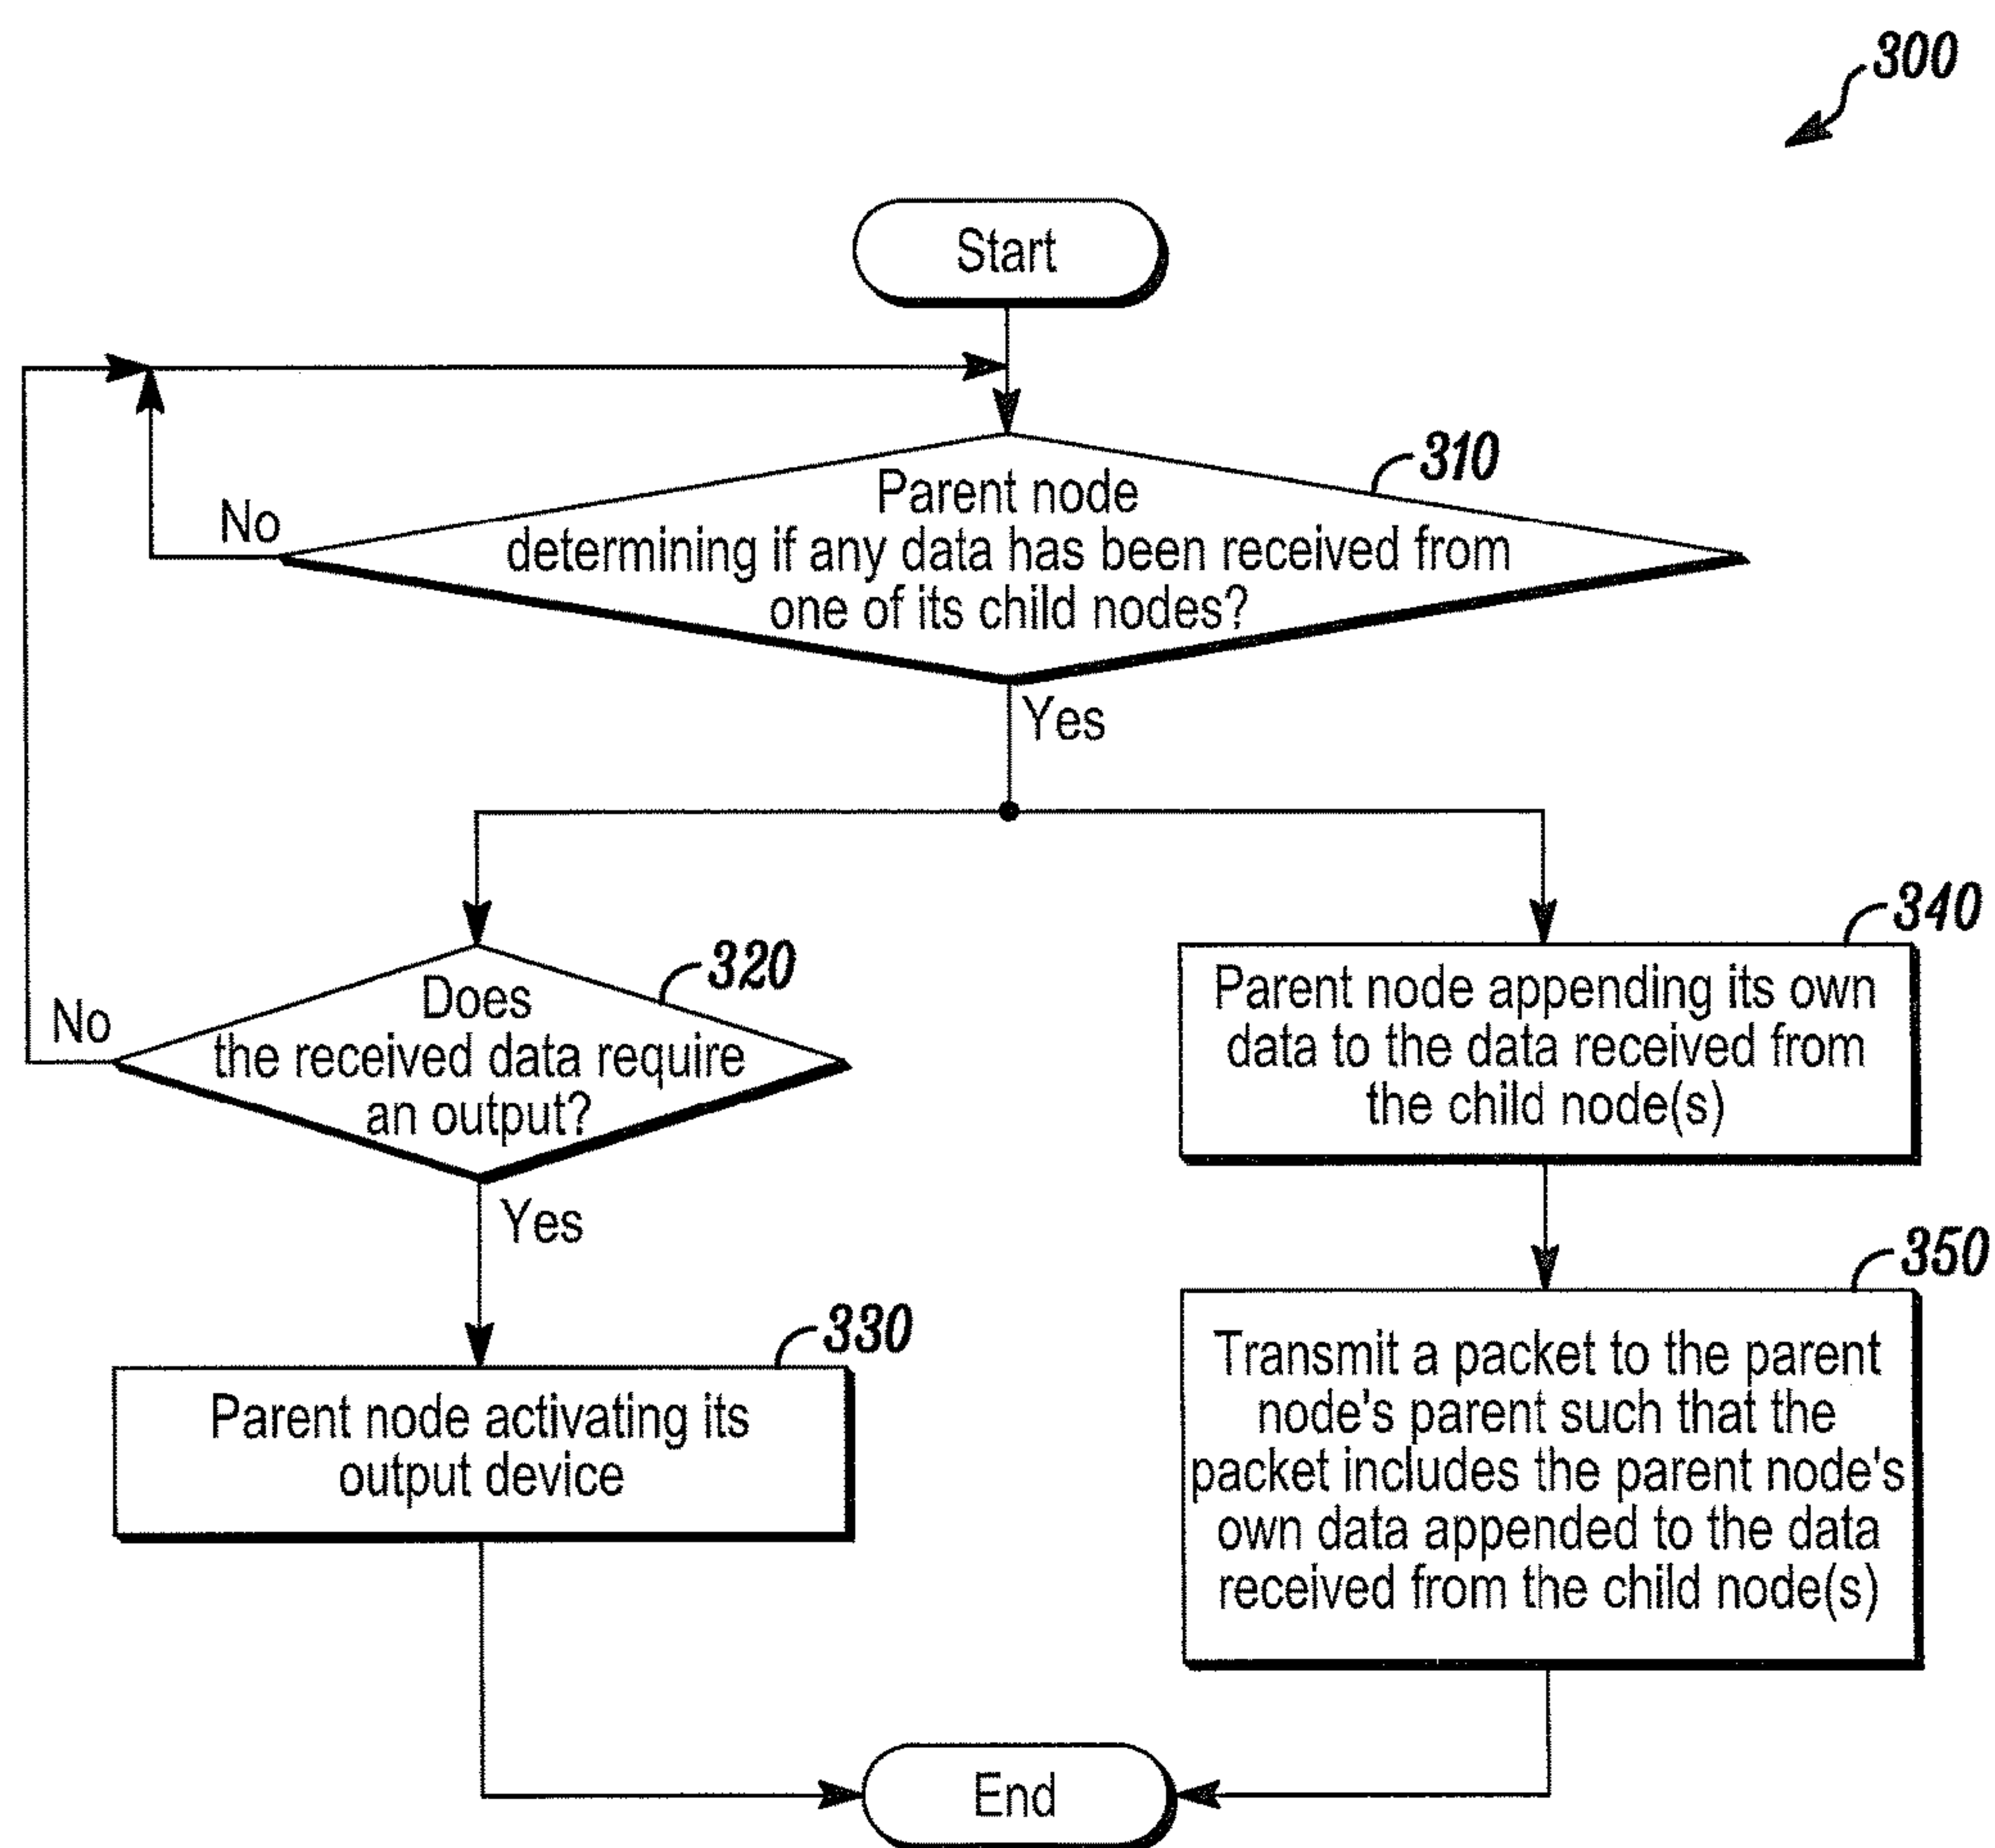 300
Start
310
Parent node
determining if any data has been received from
one of its child nodes?
No
Yes
320
Does
the received data require
an output?
No
Yes
330
Parent node activating its
output device
340
Parent node appending its own
data to the data received from
the child node(s)
350
Transmit a packet to the parent
node's parent such that the
packet includes the parent node's
own data appended to the data
received from the child node(s)
End